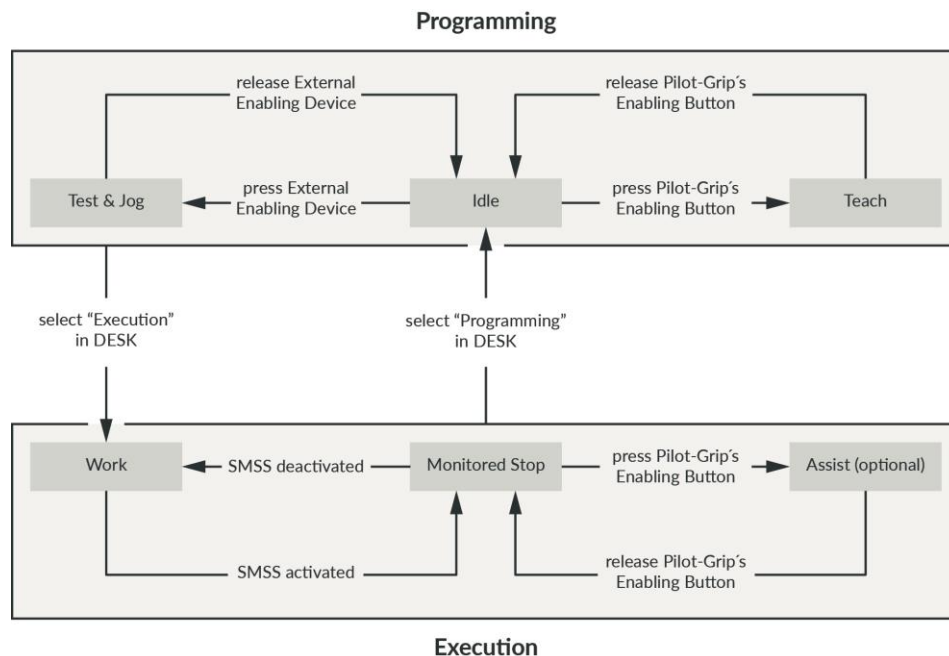 Programming
release External
Enabling Device
release Pilot-Grip´s
Enabling Button
Test & Jog
press External
Enabling Device
Idle
press Pilot-Grip’s
Enabling Button
Teach
select “Execution”
in DESK
select “Programming”
in DESK
Work
SMSS deactivated
Monitored Stop
press Pilot-Grip’s
Enabling Button
Assist (optional)
SMSS activated
release Pilot-Grip´s
Enabling Button
Execution